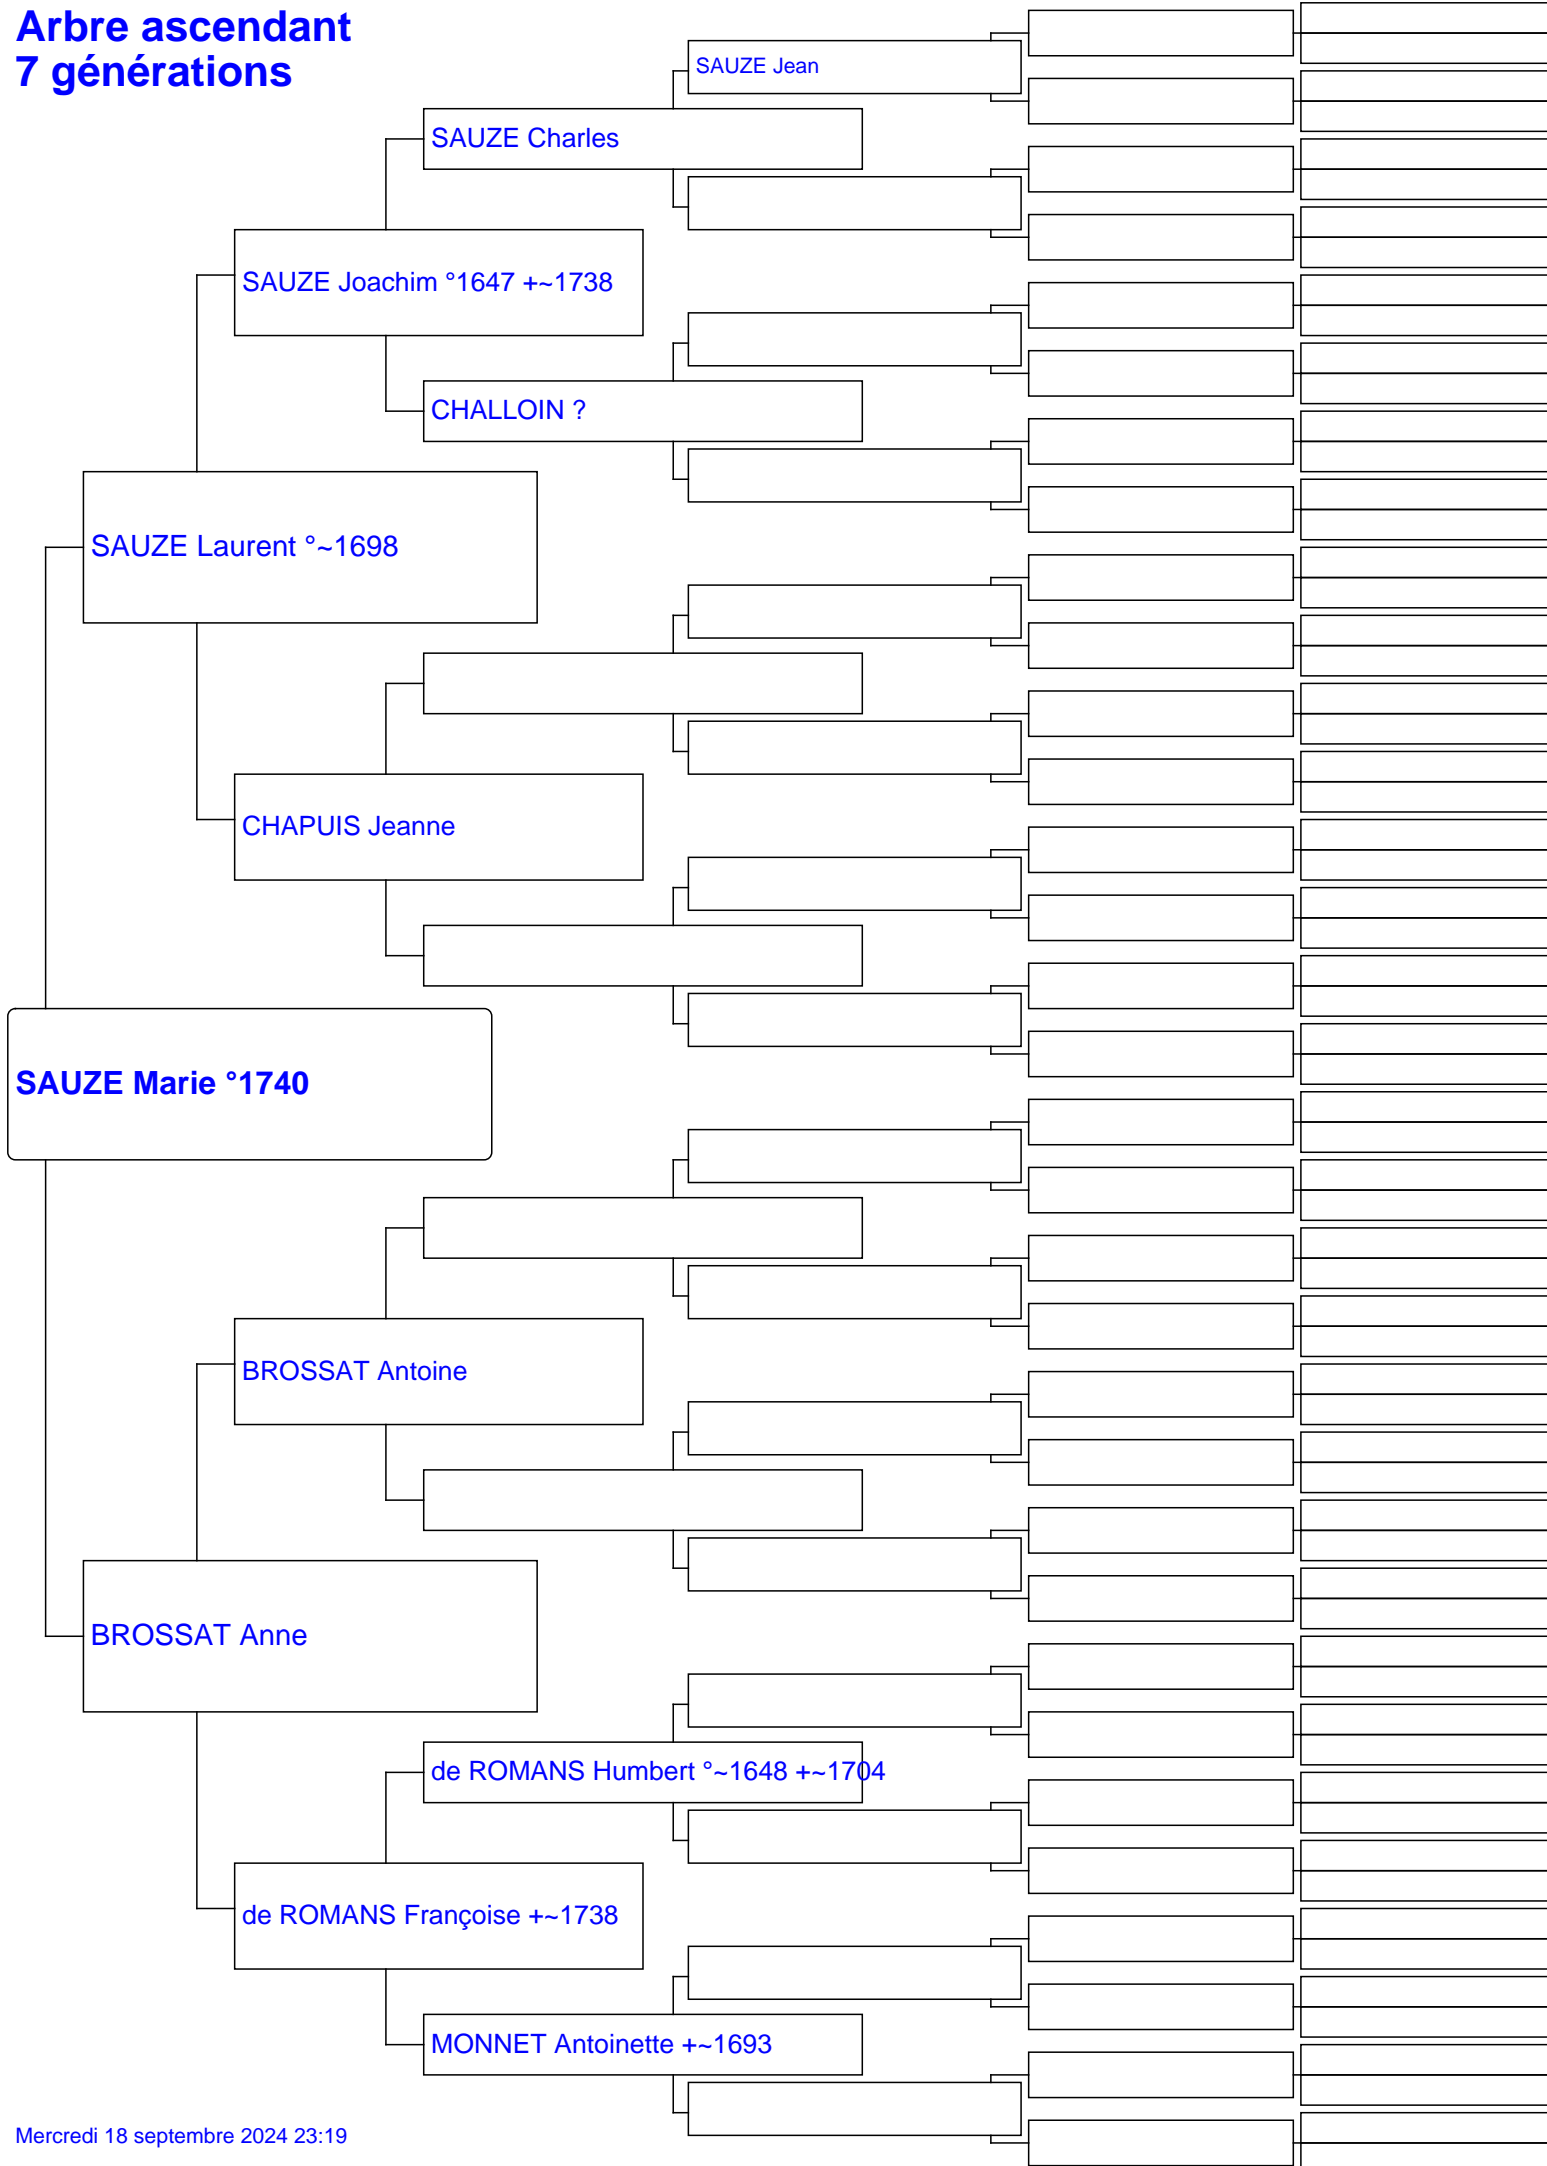 Arbre ascendant
7 générations
SAUZE Jean
SAUZE Charles
SAUZE Joachim °1647 +~1738
CHALLOIN ?
SAUZE Laurent °~1698
CHAPUIS Jeanne
SAUZE Marie °1740
BROSSAT Antoine
BROSSAT Anne
de ROMANS Humbert °~1648 +~1704
de ROMANS Françoise +~1738
MONNET Antoinette +~1693
Mercredi 18 septembre 2024 23:19